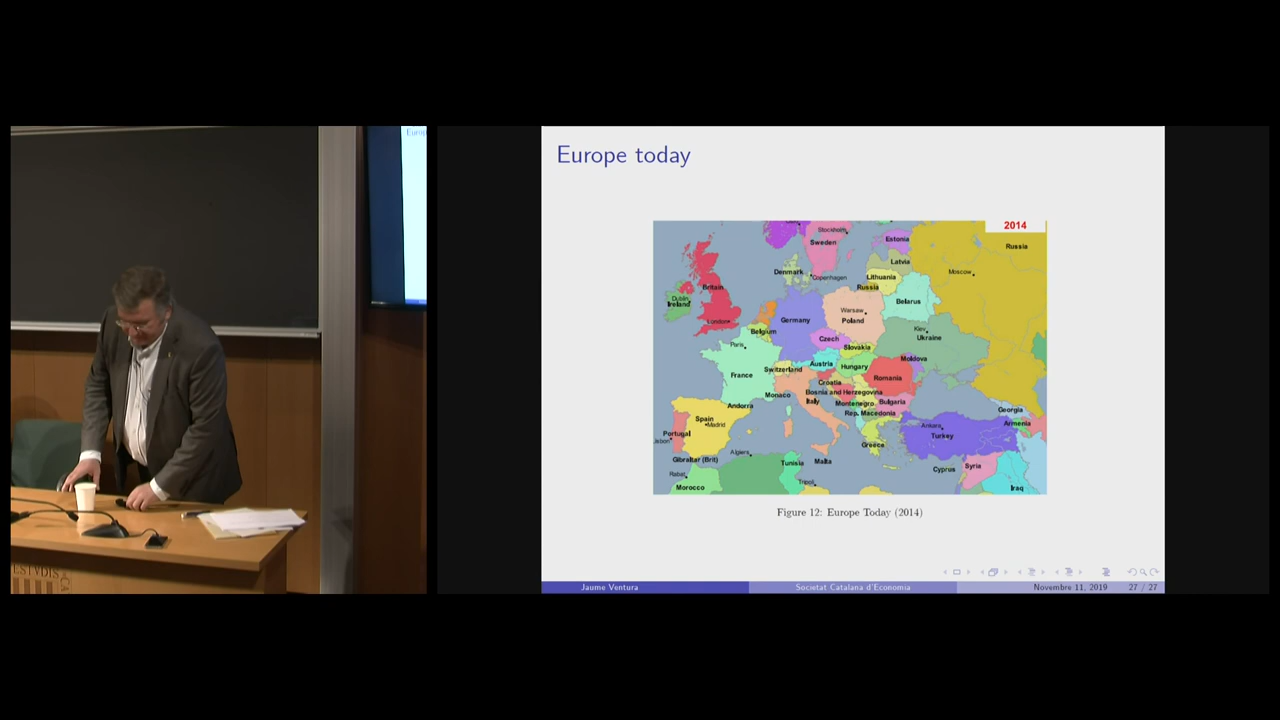 Europ
ESTVDIS
CA
Europe today
2014
Stockholm
Sweden
Estonia
Russia
Latvia
Moscow
Denmark
Copenhagen
Lithuania
Russia
Britain
Dublin
Ireland
Belarus
London
Germany
Warsaw
Poland
Belgium
Kiev
Ukraine
Czech
Paris
Slovakia
Moldova
Austria
Hungary
Switzerland
France
Romania
Croatia
Monaco
Bosnia and Herzegovina
Italy
Montenegro
Bulgaria
Andorra
Rep. Macedonia
Georgia
Spain
Madrid
Armenia
Ankara
Turkey
Portugal
Greece
Algiers
Gibraltar (Brit)
Tunisia
Malta
Cyprus
Syria
Rabat
Tripoli
Morocco
Iraq
Figure 12: Europe Today (2014)
Jaume Ventura
Societat Catalana d'Economia
Novembre 11, 2019
27 / 27